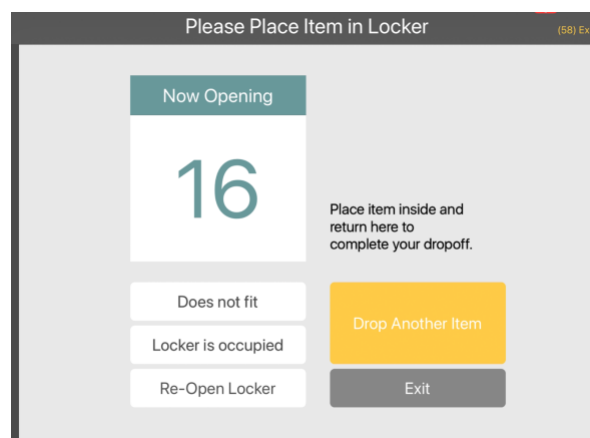 Please Place Item in Locker
(58) Ex
Now Opening
16
Place item inside and
return here to
complete your dropoff.
Does not fit
Drop Another Item
Locker is occupied
Re-Open Locker
Exit